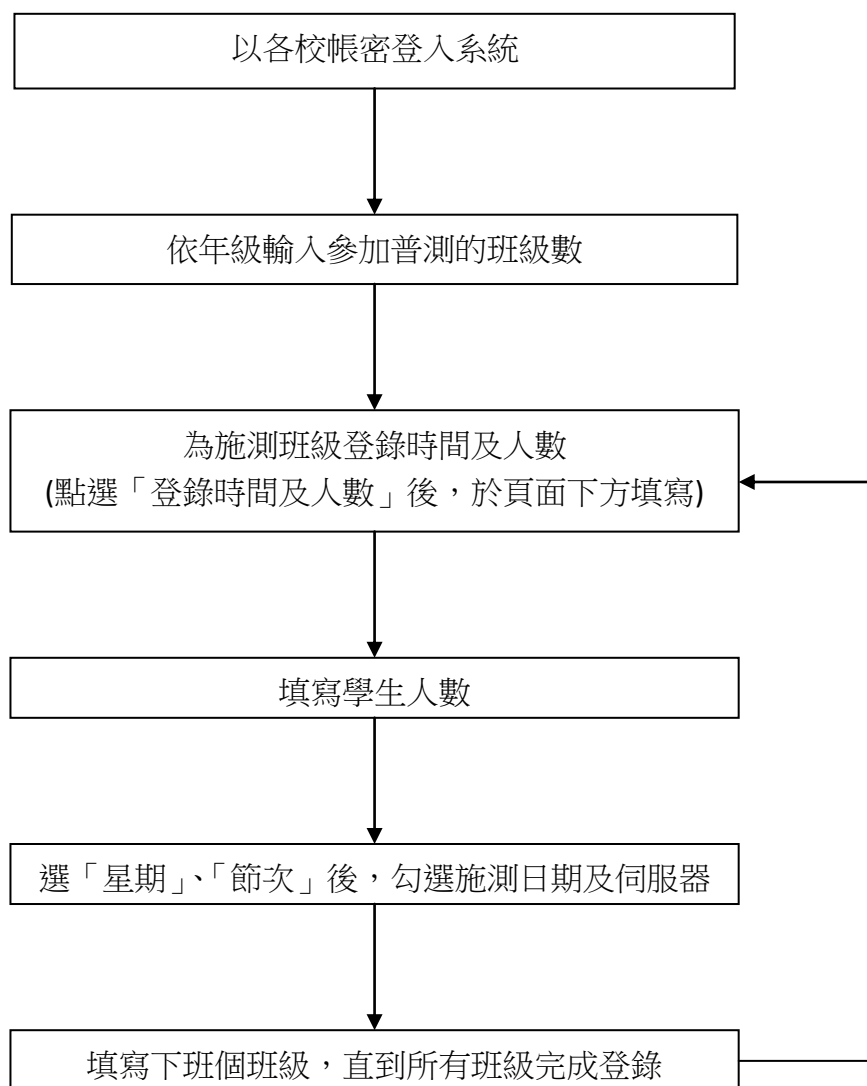 以各校帳密登入系統
依年級輸入參加普測的班級數
為施測班級登錄時間及人數
(點選「登錄時間及人數」後，於頁面下方填寫)
填寫學生人數
選「星期」、「節次」後，勾選施測日期及伺服器
填寫下班個班級，直到所有班級完成登錄